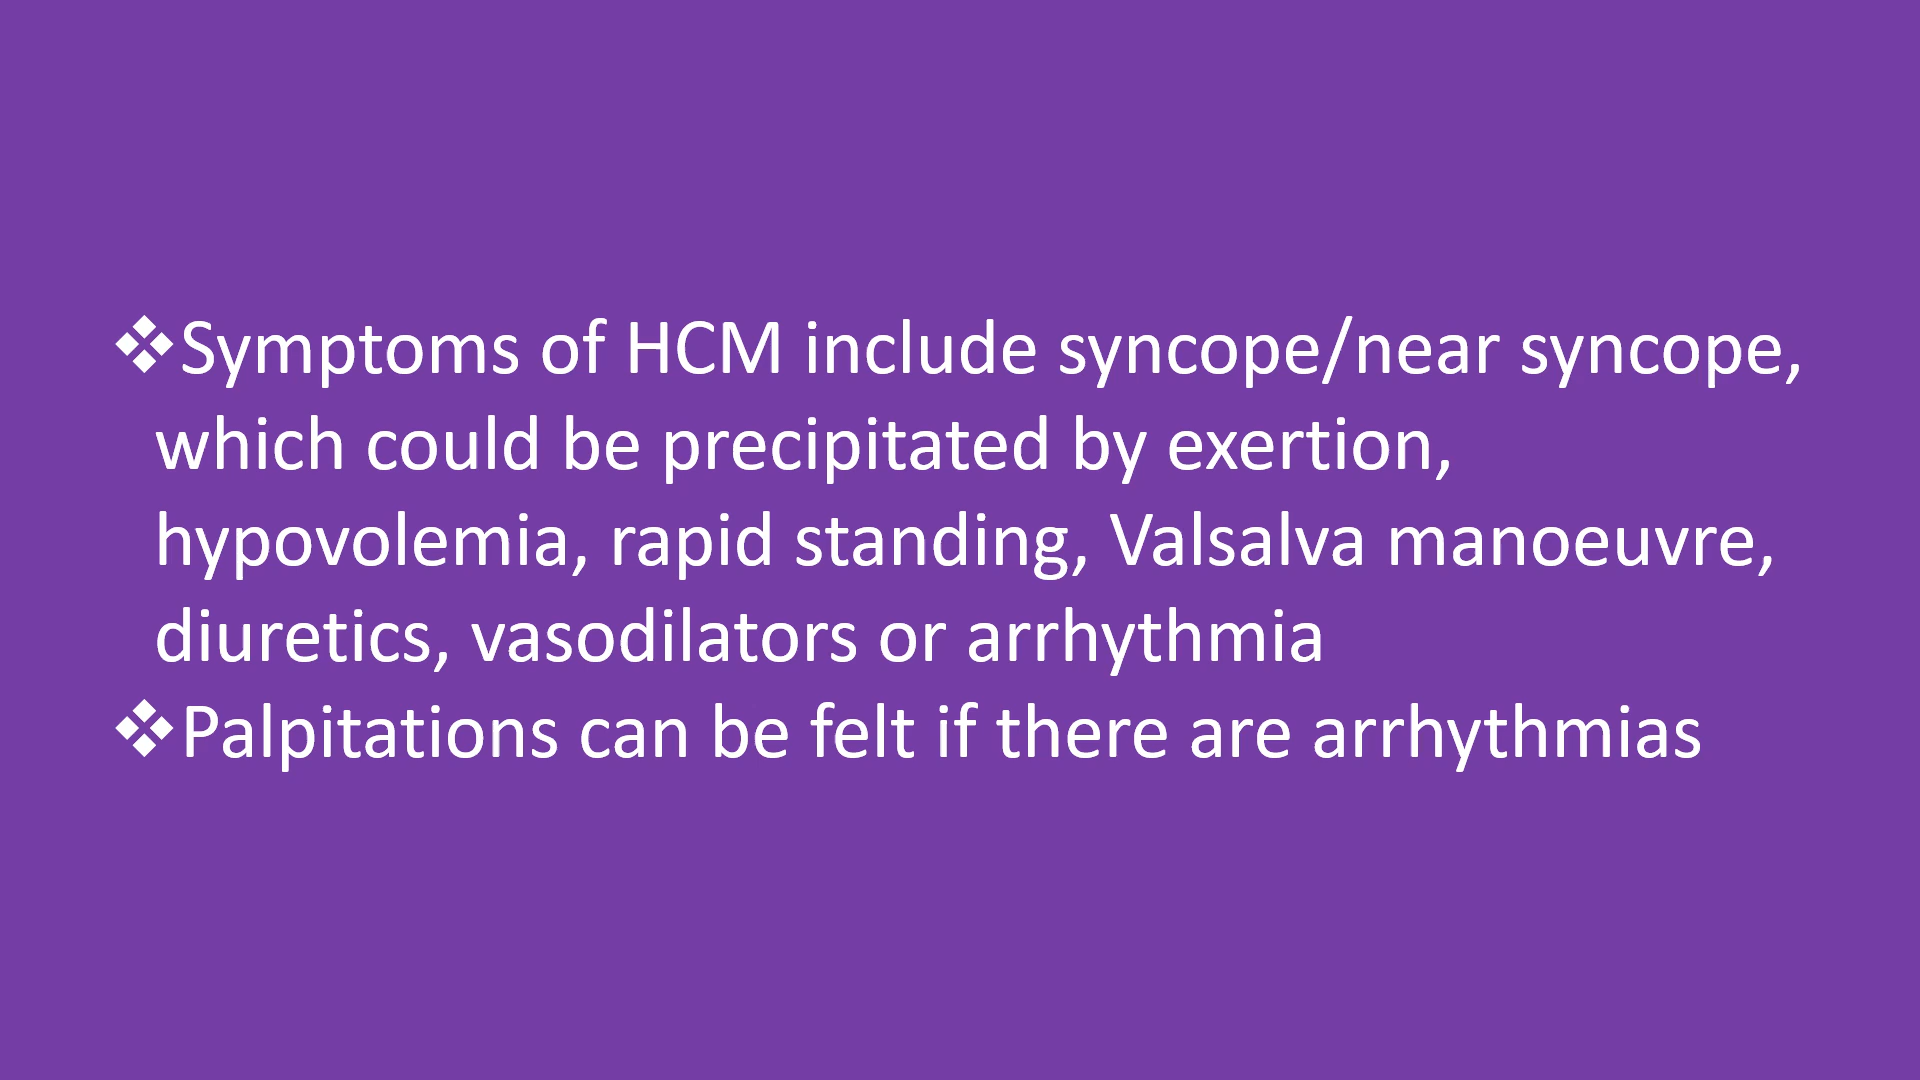 ❖Symptoms of HCM include syncope/near syncope,
which could be precipitated by exertion,
hypovolemia, rapid standing, Valsalva manoeuvre,
diuretics, vasodilators or arrhythmia
❖Palpitations can be felt if there are arrhythmias